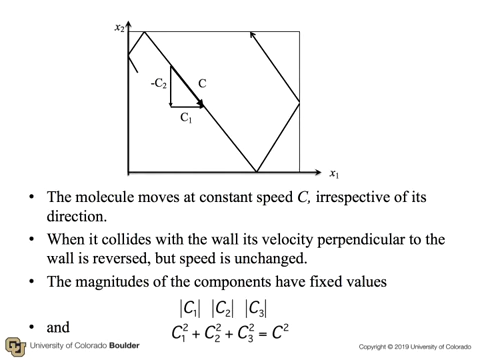 x2
-C2
C
C1
x1
• The molecule moves at constant speed C, irrespective of its
direction.
• When it collides with the wall its velocity perpendicular to the
wall is reversed, but speed is unchanged.
• The magnitudes of the components have fixed values
|C₁| |C₂| |C₃|
• and C₁² + C₂² + C₃² = C²
University of Colorado Boulder
Copyright © 2019 University of Colorado